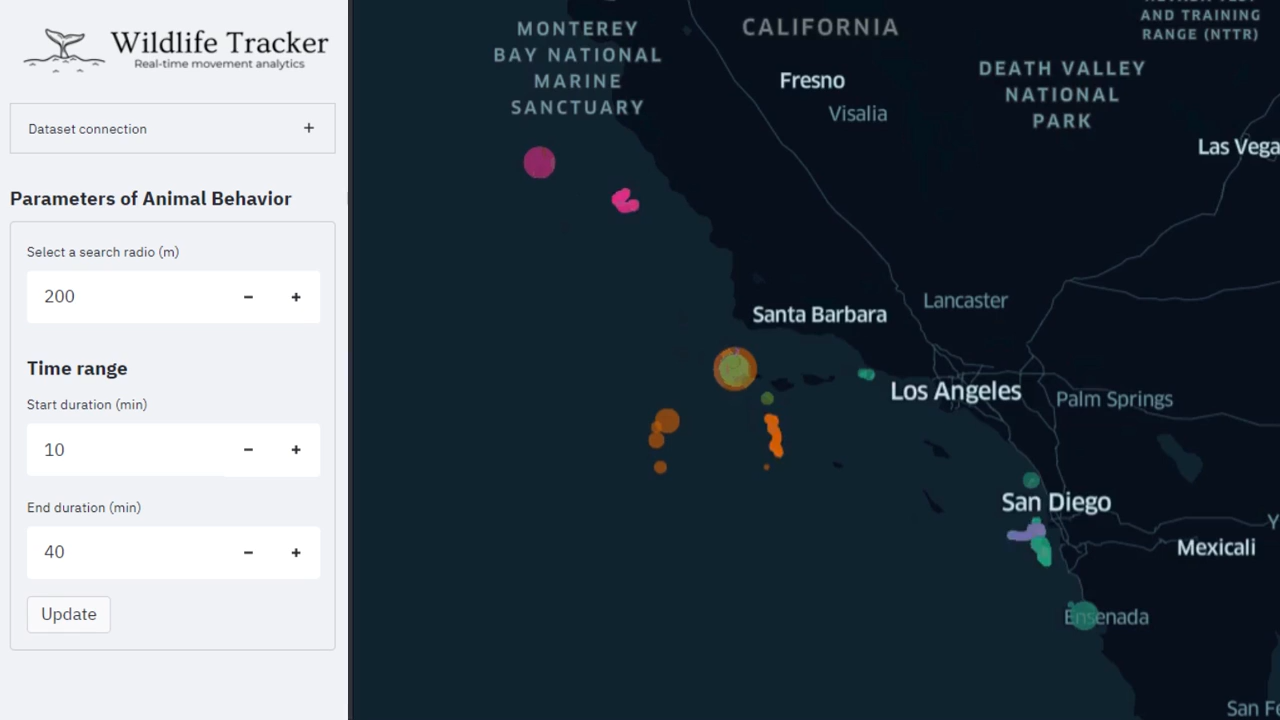 Wildlife Tracker
Real-time movement analytics
Dataset connection
+
Parameters of Animal Behavior
Select a search radio (m)
200
- +
Time range
Start duration (min)
10
- +
End duration (min)
40
- +
Update
MONTEREY
BAY NATIONAL
MARINE
SANCTUARY
CALIFORNIA
AND TRAINING
RANGE (NTTR)
Fresno
Visalia
DEATH VALLEY
NATIONAL
PARK
Las Vega
Santa Barbara
Lancaster
Los Angeles
Palm Springs
San Diego
Mexicali
Ensenada
San Fe